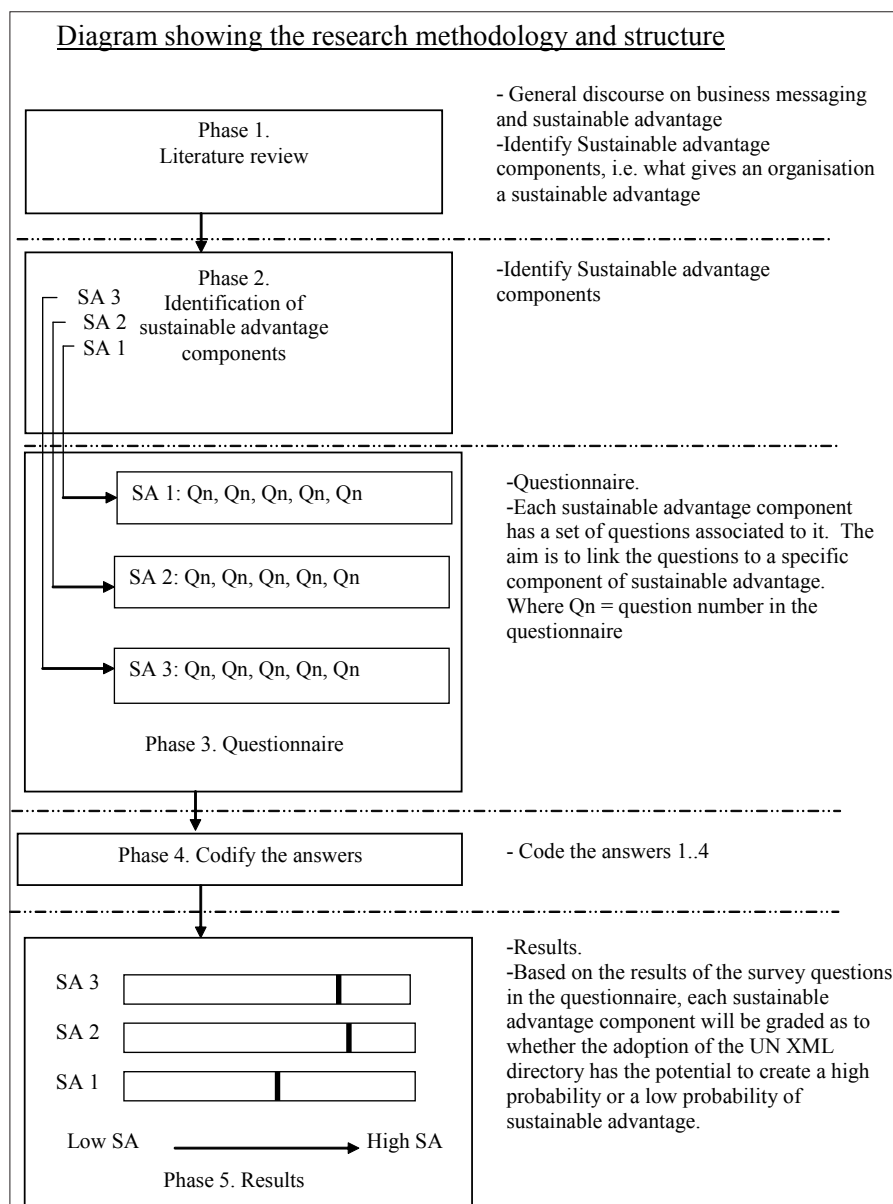 Diagram showing the research methodology and structure
Phase 1.
Literature review
- General discourse on business messaging
and sustainable advantage
-Identify Sustainable advantage
components, i.e. what gives an organisation
a sustainable advantage
Phase 2.
Identification of
sustainable advantage
components
SA 3
SA 2
SA 1
-Identify Sustainable advantage
components
SA 1: Qn, Qn, Qn, Qn, Qn
SA 2: Qn, Qn, Qn, Qn, Qn
SA 3: Qn, Qn, Qn, Qn, Qn
Phase 3. Questionnaire
-Questionnaire.
-Each sustainable advantage component
has a set of questions associated to it.  The
aim is to link the questions to a specific
component of sustainable advantage.
Where Qn = question number in the
questionnaire
Phase 4. Codify the answers
- Code the answers 1..4
SA 3
SA 2
SA 1
Low SA
High SA
Phase 5. Results
-Results.
-Based on the results of the survey questions
in the questionnaire, each sustainable
advantage component will be graded as to
whether the adoption of the UN XML
directory has the potential to create a high
probability or a low probability of
sustainable advantage.